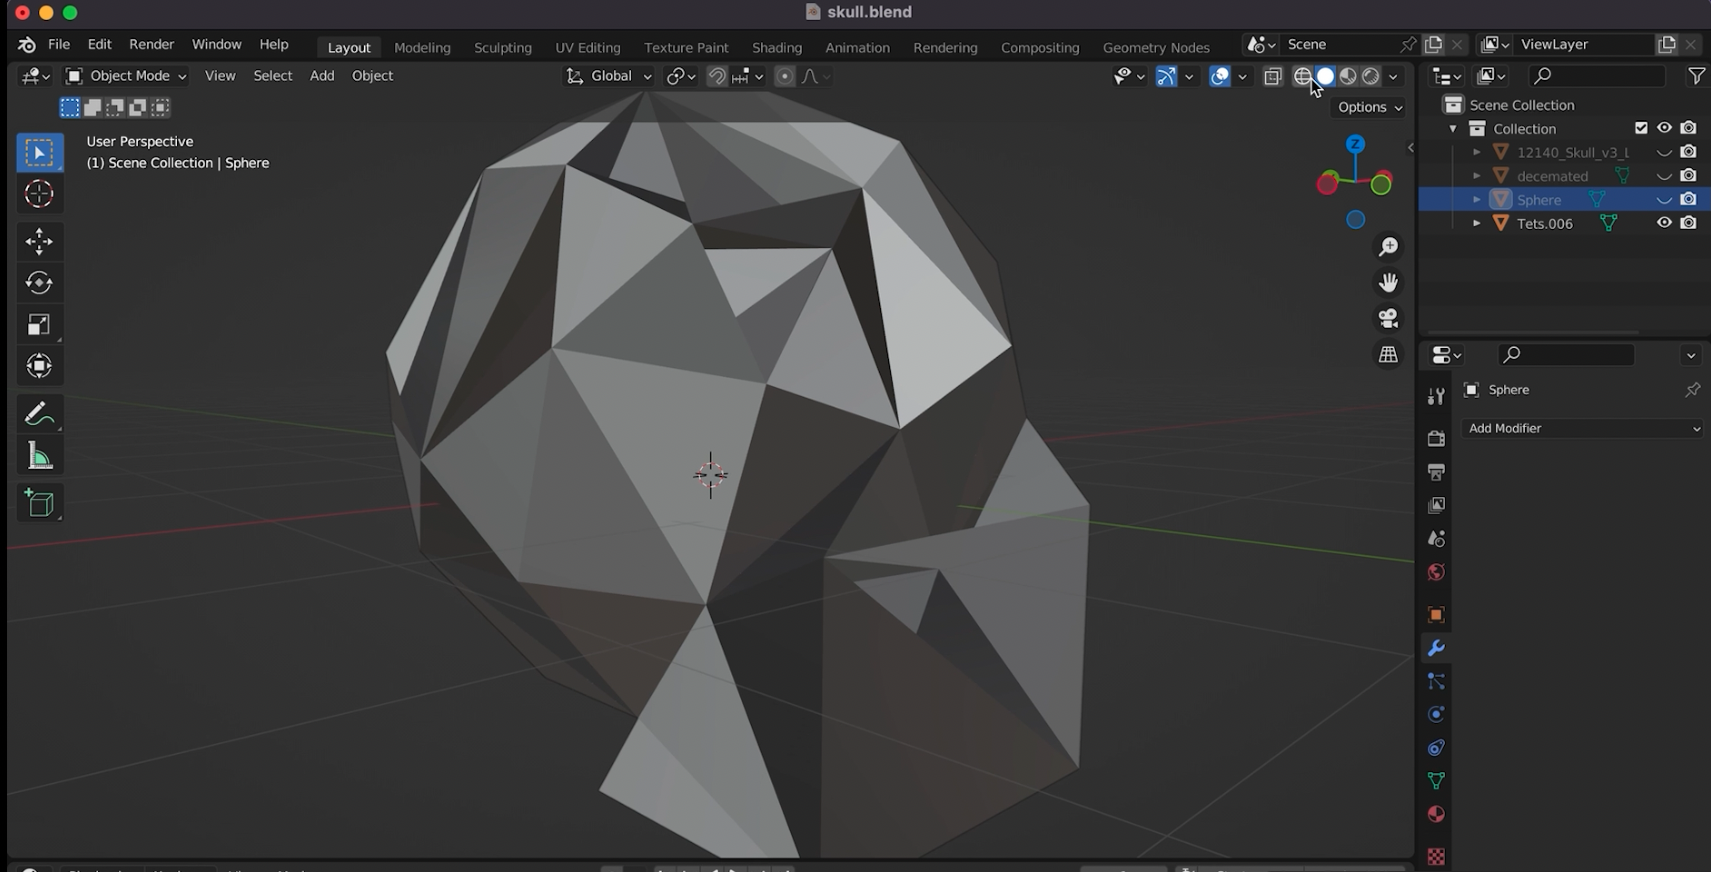 skull.blend
File Edit Render Window Help Layout Modeling Sculpting UV Editing Texture Paint Shading Animation Rendering Compositing Geometry Nodes Scene ViewLayer
Object Mode View Select Add Object Global
Options
User Perspective
(1) Scene Collection | Sphere
Z
Scene Collection
Collection
12140_Skull_v3_L
decemated
Sphere
Tets.006
Sphere
Add Modifier